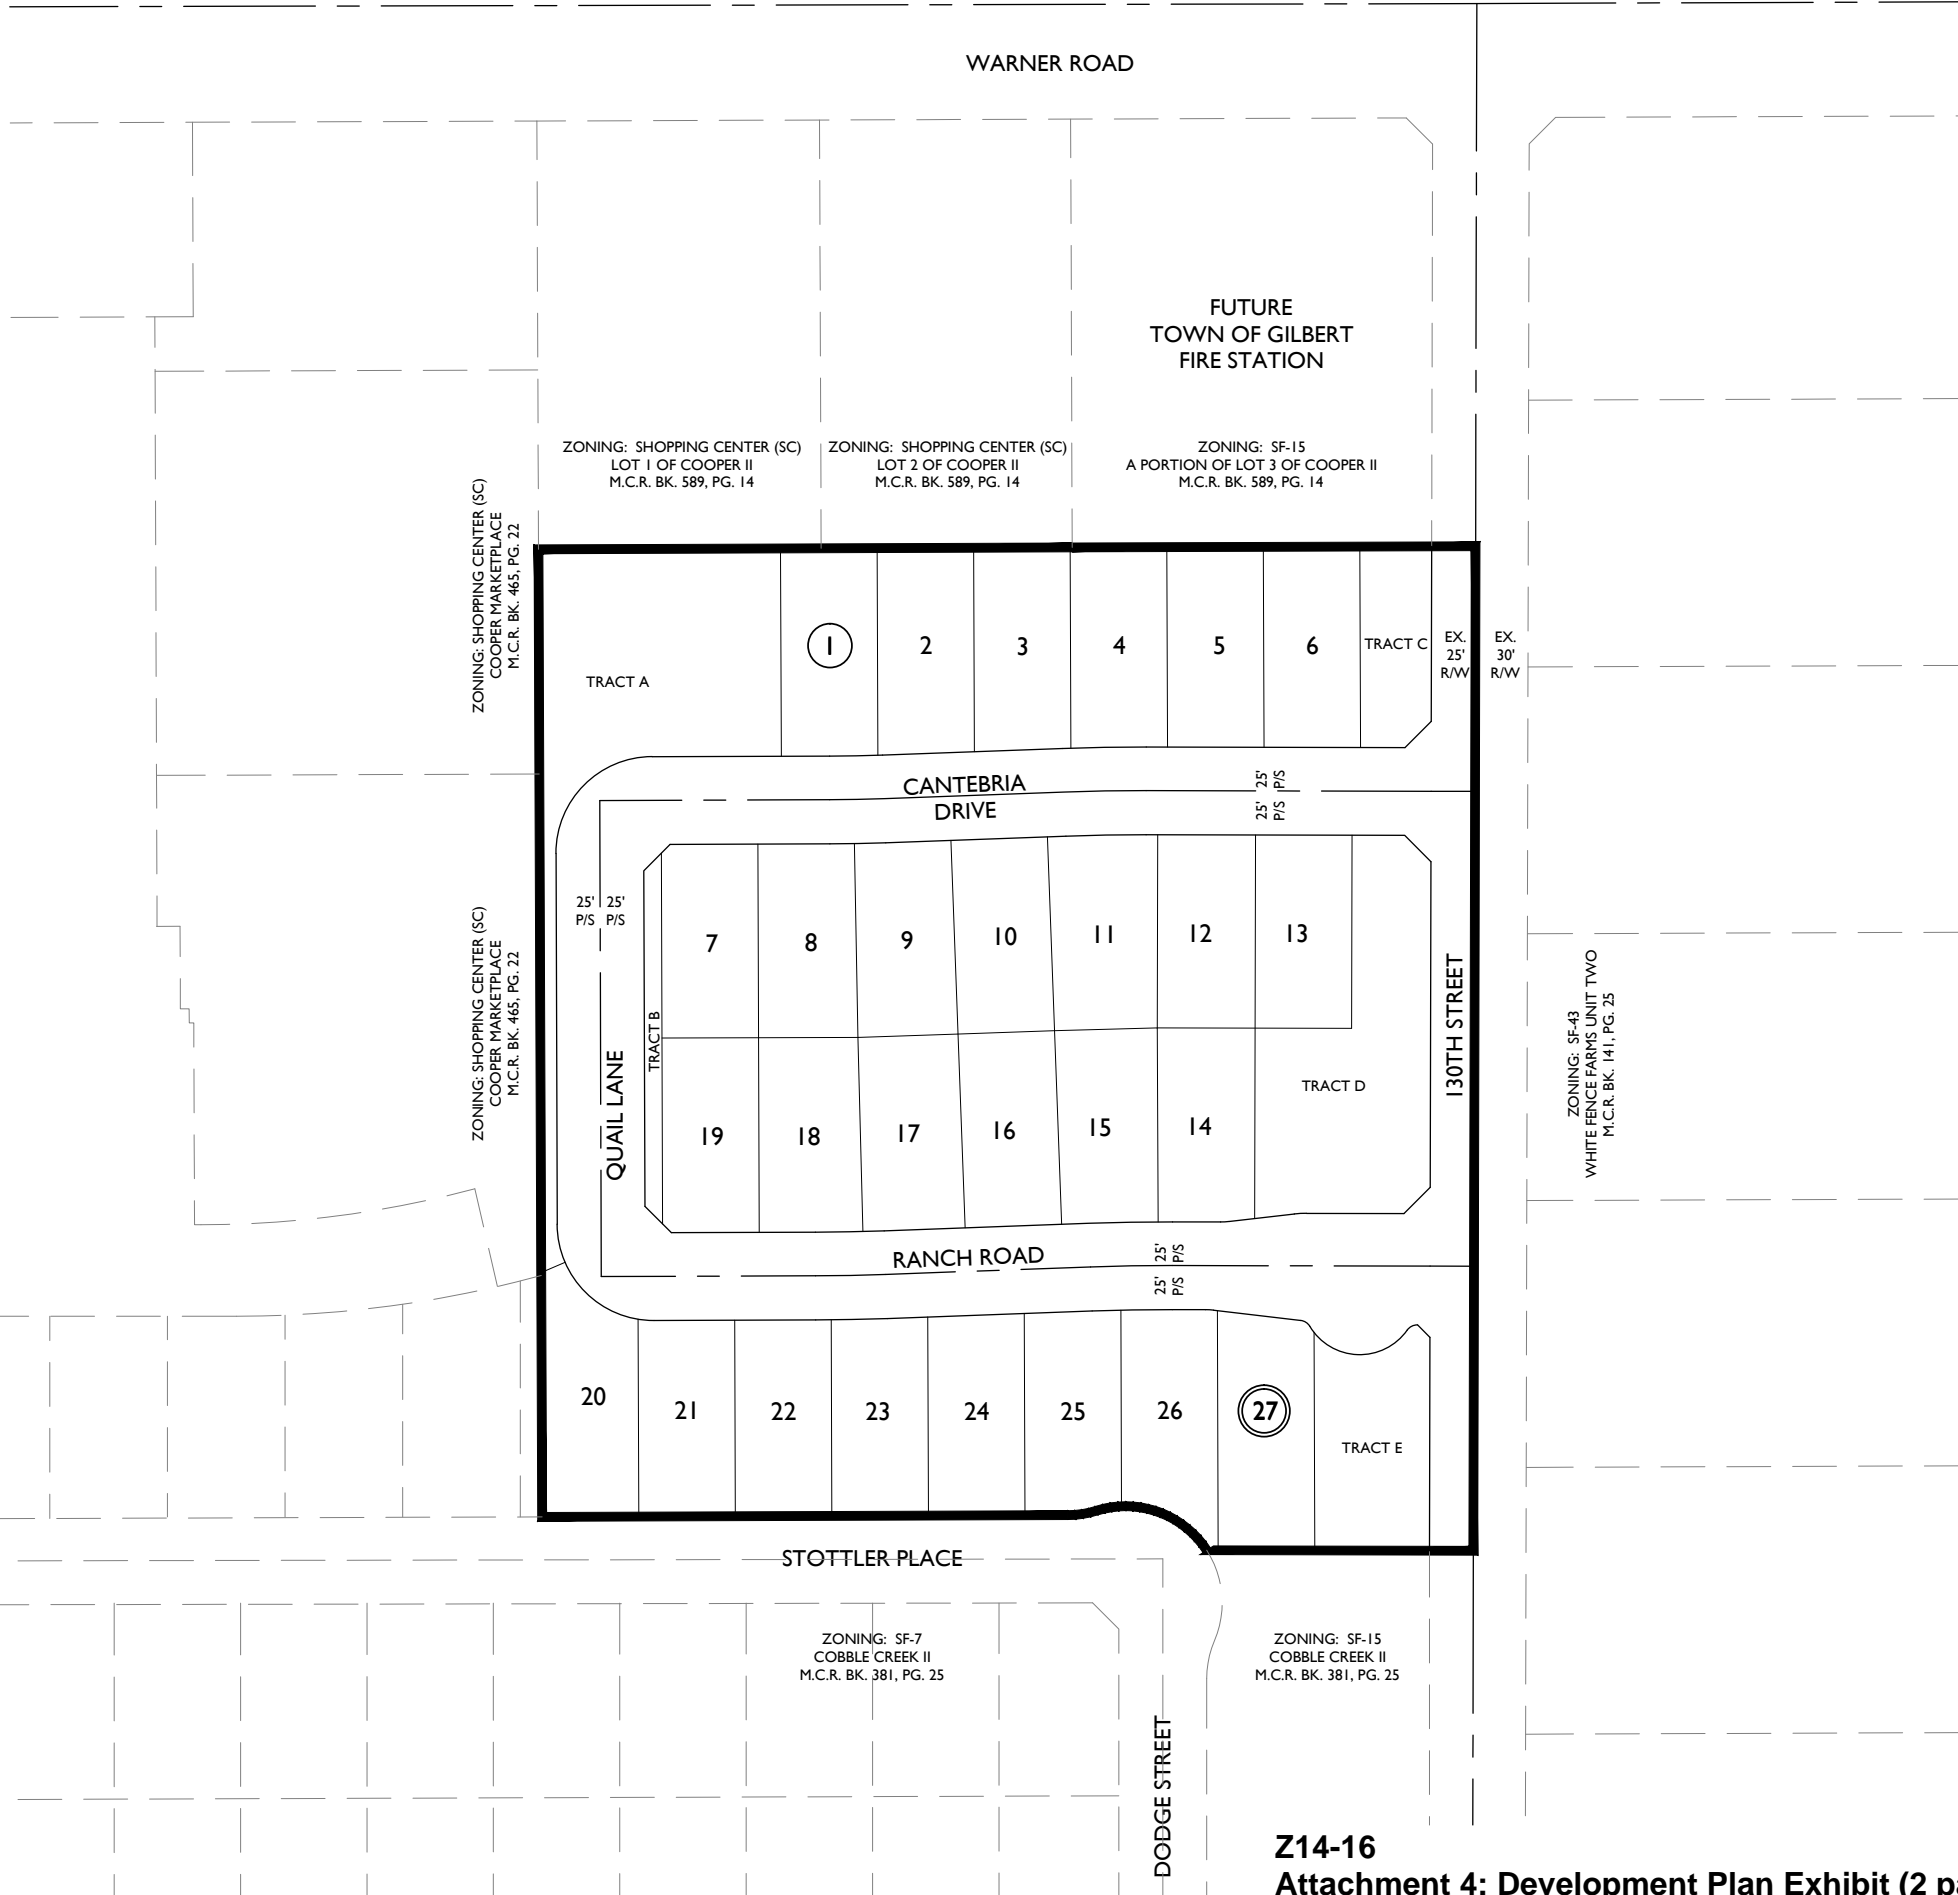 WARNER ROAD
FUTURE
TOWN OF GILBERT
FIRE STATION
ZONING: SHOPPING CENTER (SC)
LOT 1 OF COOPER II
M.C.R. BK. 589, PG. 14
ZONING: SHOPPING CENTER (SC)
LOT 2 OF COOPER II
M.C.R. BK. 589, PG. 14
ZONING: SF-15
A PORTION OF LOT 3 OF COOPER II
M.C.R. BK. 589, PG. 14
ZONING: SHOPPING CENTER (SC)
COOPER MARKETPLACE
M.C.R. BK. 465, PG. 22
TRACT A
1
2
3
4
5
6
TRACT C
EX.
25'
R/W
EX.
30'
R/W
CANTEBRIA
DRIVE
25'
P/S
25'
P/S
25'
P/S
25'
P/S
7
8
9
10
11
12
13
ZONING: SHOPPING CENTER (SC)
COOPER MARKETPLACE
M.C.R. BK. 465, PG. 22
QUAIL LANE
TRACT B
TRACT D
130TH STREET
ZONING: SF-43
WHITE FENCE FARMS UNIT TWO
M.C.R. BK. 141, PG. 25
19
18
17
16
15
14
RANCH ROAD
25'
P/S
25'
P/S
20
21
22
23
24
25
26
27
TRACT E
STOTTLER PLACE
ZONING: SF-7
COBBLE CREEK II
M.C.R. BK. 381, PG. 25
ZONING: SF-15
COBBLE CREEK II
M.C.R. BK. 381, PG. 25
DODGE STREET
Z14-16
Attachment 4: Development Plan Exhibit (2 pa